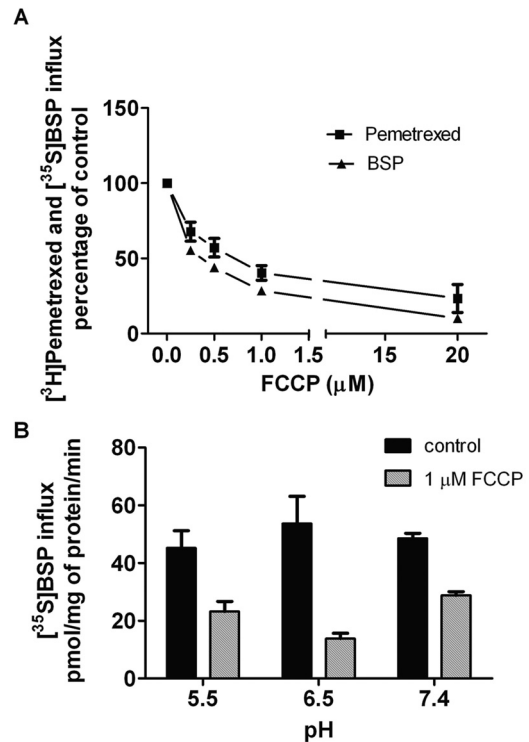 A
[³H]Pemetrexed and [³⁵S]BSP influx
percentage of control
150
100
50
0
Pemetrexed
BSP
0.0 0.5 1.0 1.5 15 20
FCCP (μM)
B
[³⁵S]BSP influx
pmol/mg of protein/min
80
60
40
20
0
control
1 μM FCCP
5.5 6.5 7.4
pH